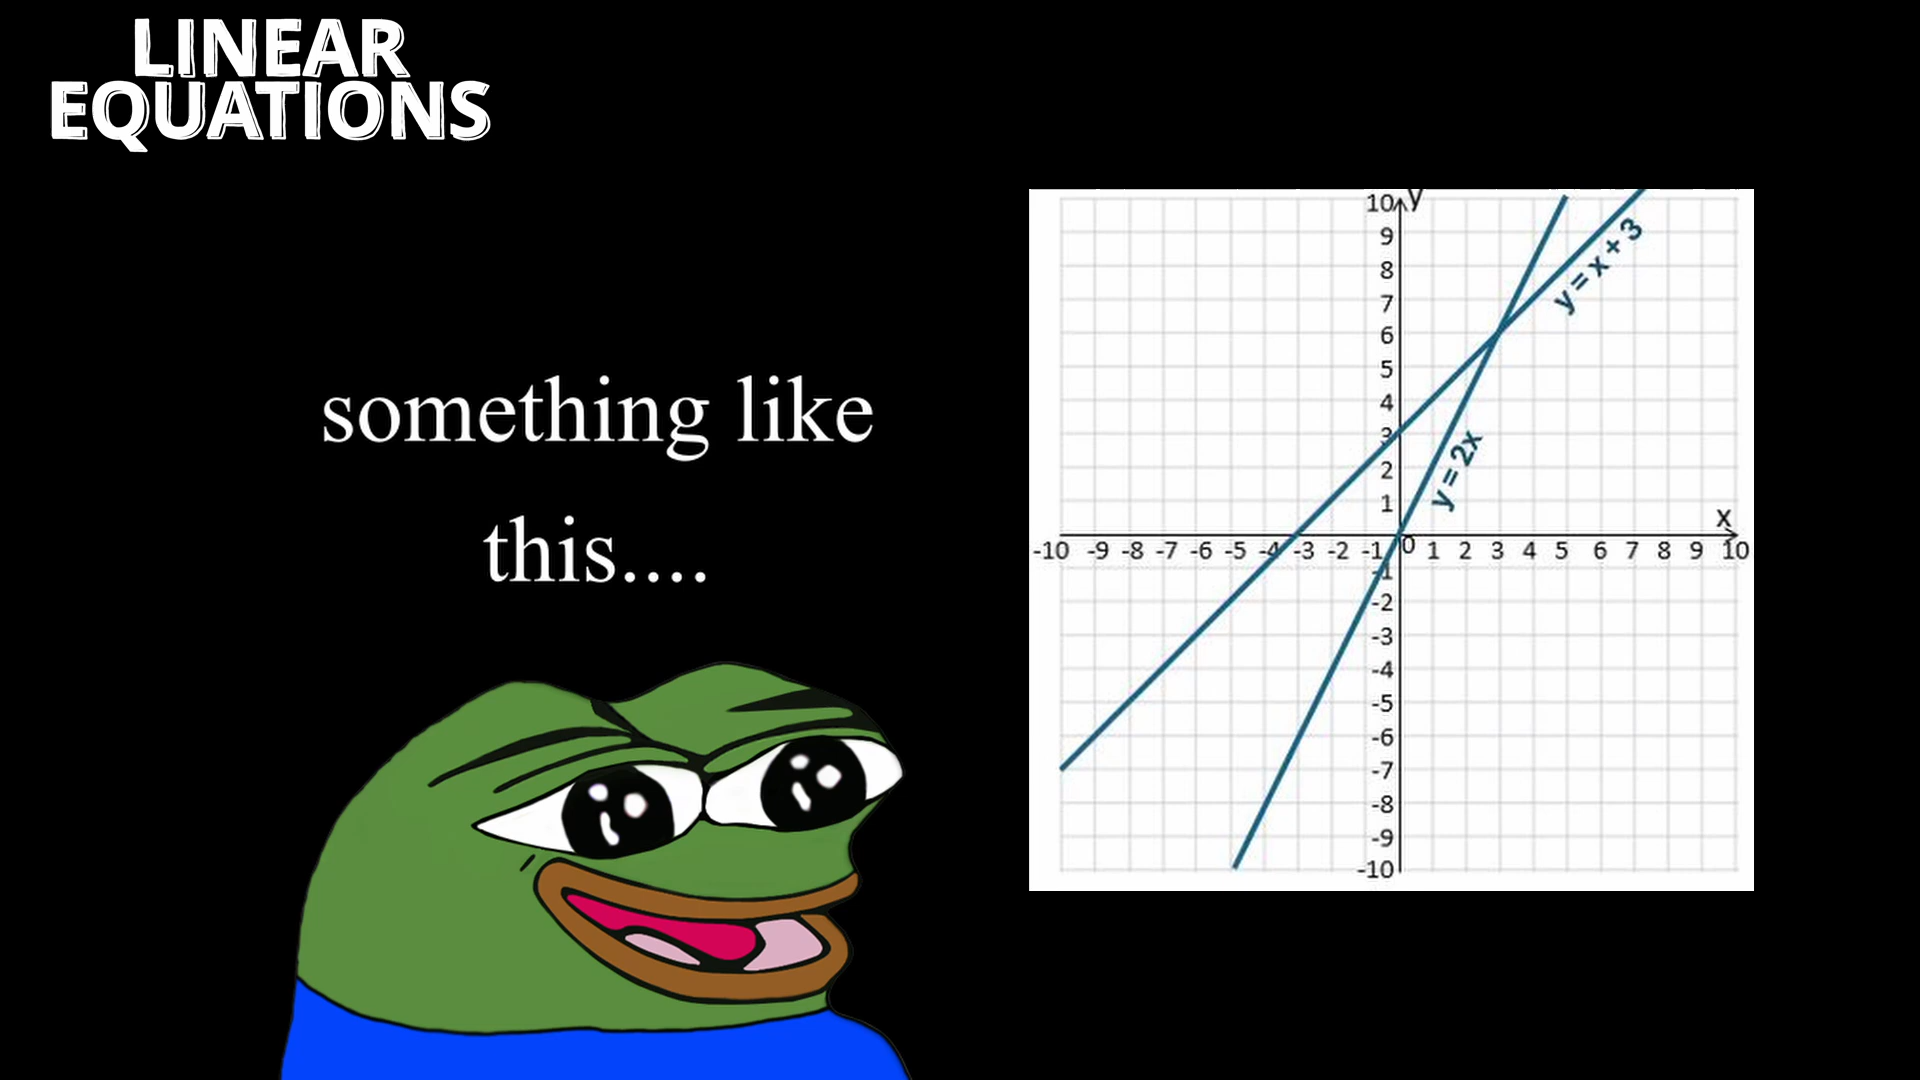 LINEAR
EQUATIONS
something like
this....
y
10
9
8
7
6
5
4
3
2
1
y = x + 3
y = 2x
x
-10 -9 -8 -7 -6 -5 -4 -3 -2 -1 0 1 2 3 4 5 6 7 8 9 10
-1
-2
-3
-4
-5
-6
-7
-8
-9
-10